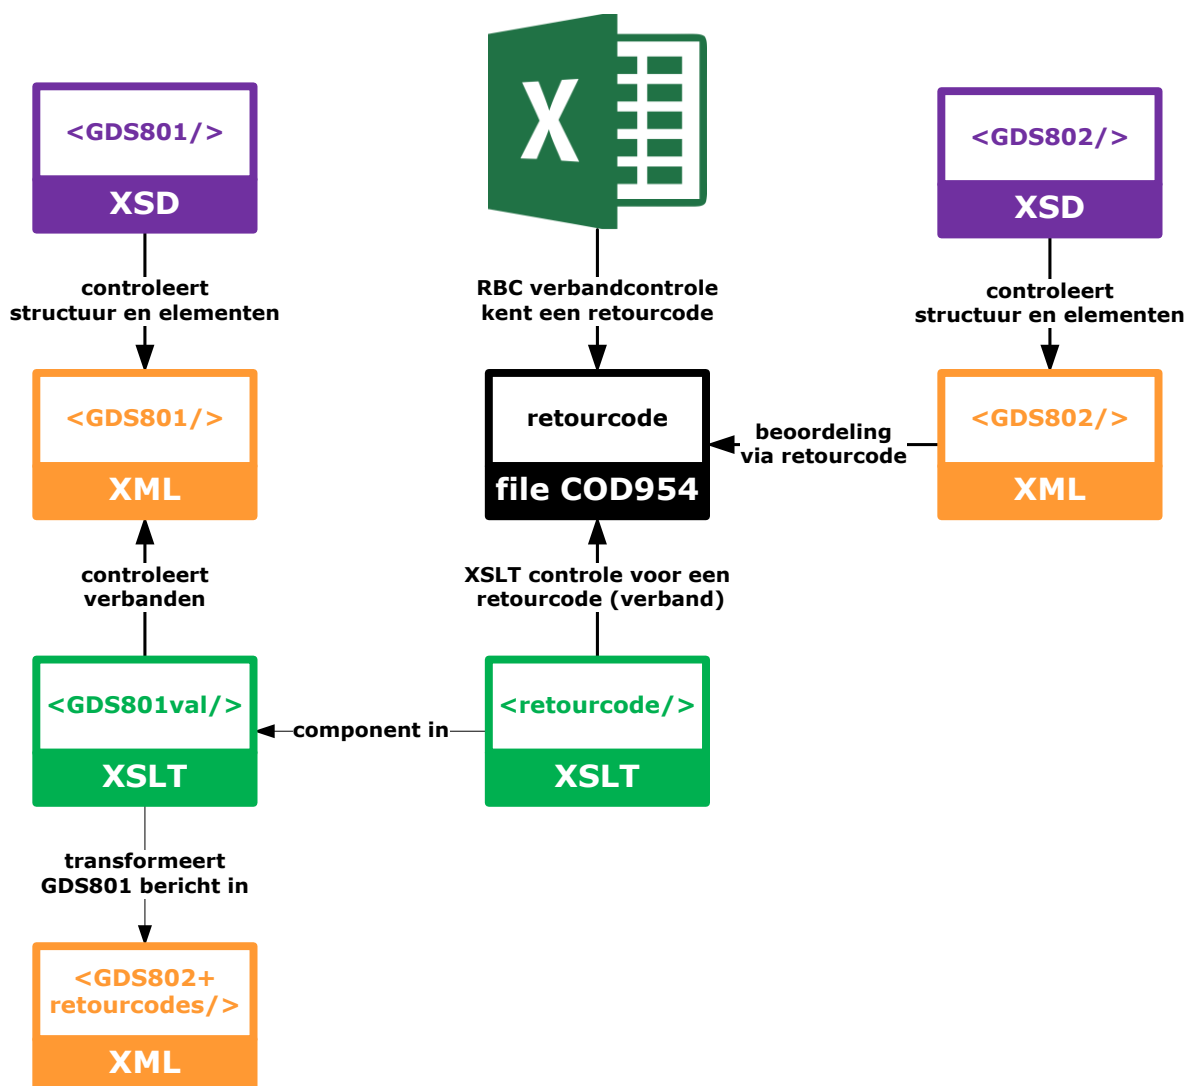 <GDS801/>
XSD
X
<GDS802/>
XSD
controleert
structuur en elementen
RBC verbandcontrole
kent een retourcode
controleert
structuur en elementen
<GDS801/>
XML
retourcode
file COD954
beoordeling
via retourcode
<GDS802/>
XML
controleert
verbanden
XSLT controle voor een
retourcode (verband)
<GDS801val/>
XSLT
component in
<retourcode/>
XSLT
transformeert
GDS801 bericht in
<GDS802+
retourcodes/>
XML